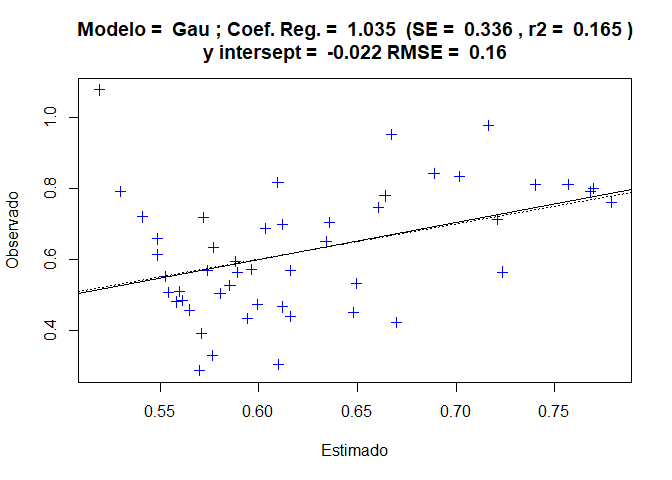 Modelo = Gau ; Coef. Reg. = 1.035 (SE = 0.336 , r2 = 0.165 )
y intersept = -0.022 RMSE = 0.16
1.0
0.8
0.6
0.4
Observado
0.55 0.60 0.65 0.70 0.75
Estimado